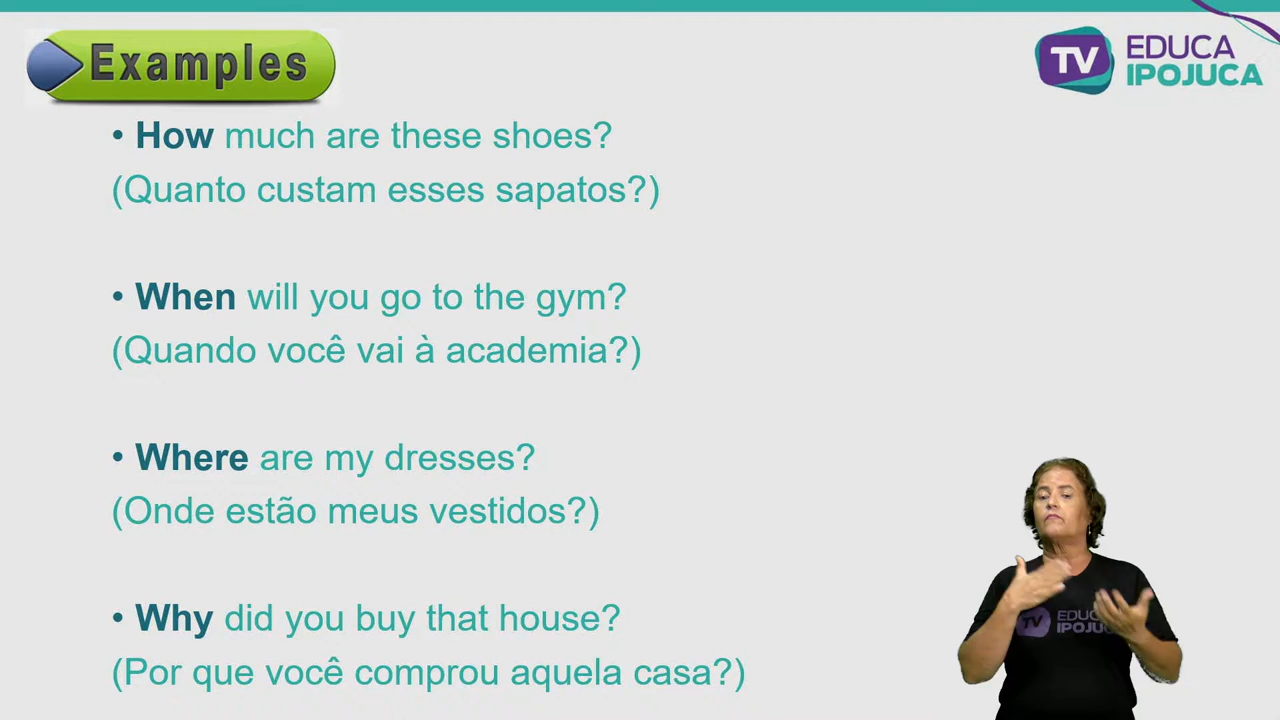 Examples
TV EDUCA
IPOJUCA
• How much are these shoes?
(Quanto custam esses sapatos?)
• When will you go to the gym?
(Quando você vai à academia?)
• Where are my dresses?
(Onde estão meus vestidos?)
• Why did you buy that house?
(Por que você comprou aquela casa?)
TV